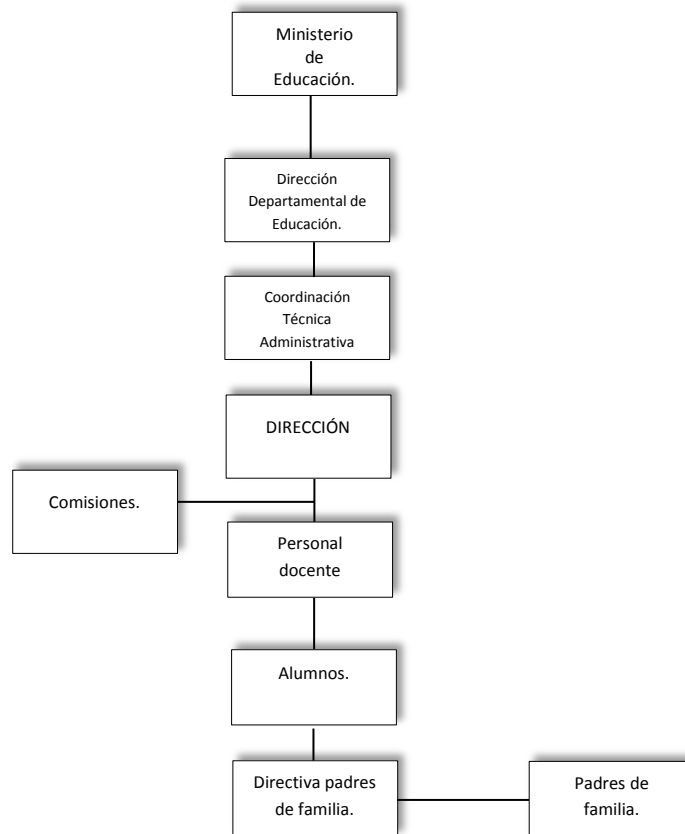 Ministerio
de
Educación.
Dirección
Departamental de
Educación.
Coordinación
Técnica
Administrativa
DIRECCIÓN
Comisiones.
Personal
docente
Alumnos.
Directiva padres
de familia.
Padres de
familia.